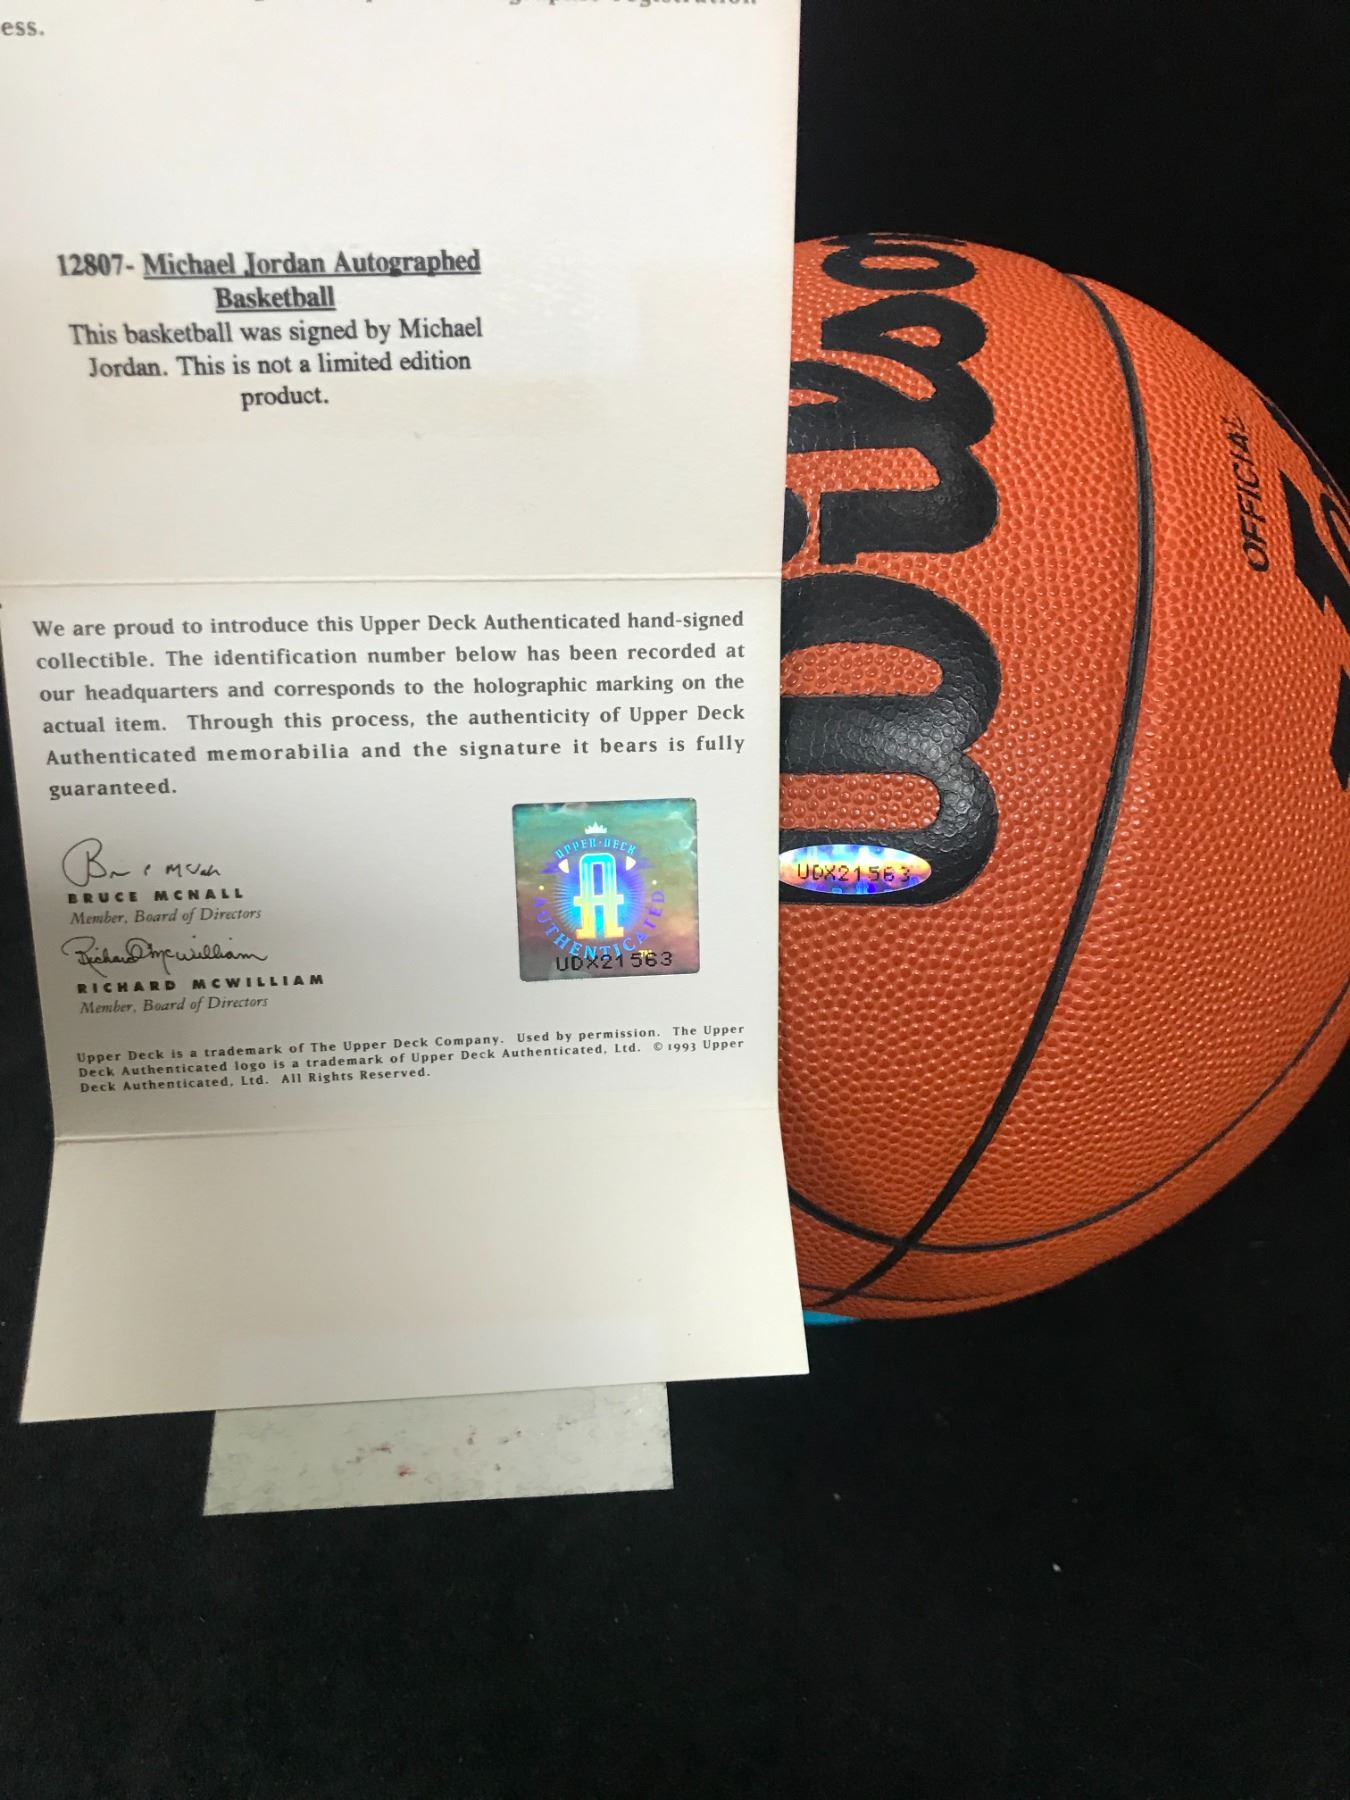 ess.
12807- Michael Jordan Autographed
Basketball
This basketball was signed by Michael
Jordan. This is not a limited edition
product.
We are proud to introduce this Upper Deck Authenticated hand-signed
collectible. The identification number below has been recorded at
our headquarters and corresponds to the holographic marking on the
actual item. Through this process, the authenticity of Upper Deck
Authenticated memorabilia and the signature it bears is fully
guaranteed.
BRUCE MCNALL
Member, Board of Directors
Richard McWilliam
RICHARD MCWILLIAM
Member, Board of Directors
UPPER·DECK
A
AUTHENTICATED
UDX21563
Upper Deck is a trademark of The Upper Deck Company. Used by permission. The Upper
Deck Authenticated logo is a trademark of Upper Deck Authenticated, Ltd. © 1993 Upper
Deck Authenticated, Ltd. All Rights Reserved.
UDX21563
OFFICIAL